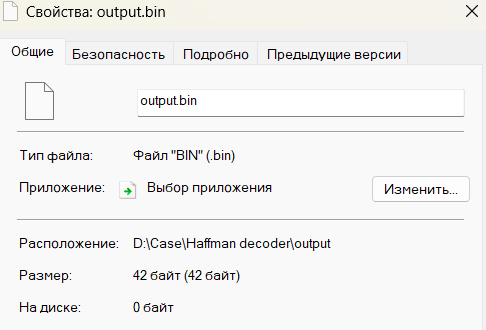 Свойства: output.bin
Общие Безопасность Подробно Предыдущие версии
output.bin
Тип файла: Файл "BIN" (.bin)
Приложение: Выбор приложения Изменить...
Расположение: D:\Case\Haffman decoder\output
Размер: 42 байт (42 байт)
На диске: 0 байт